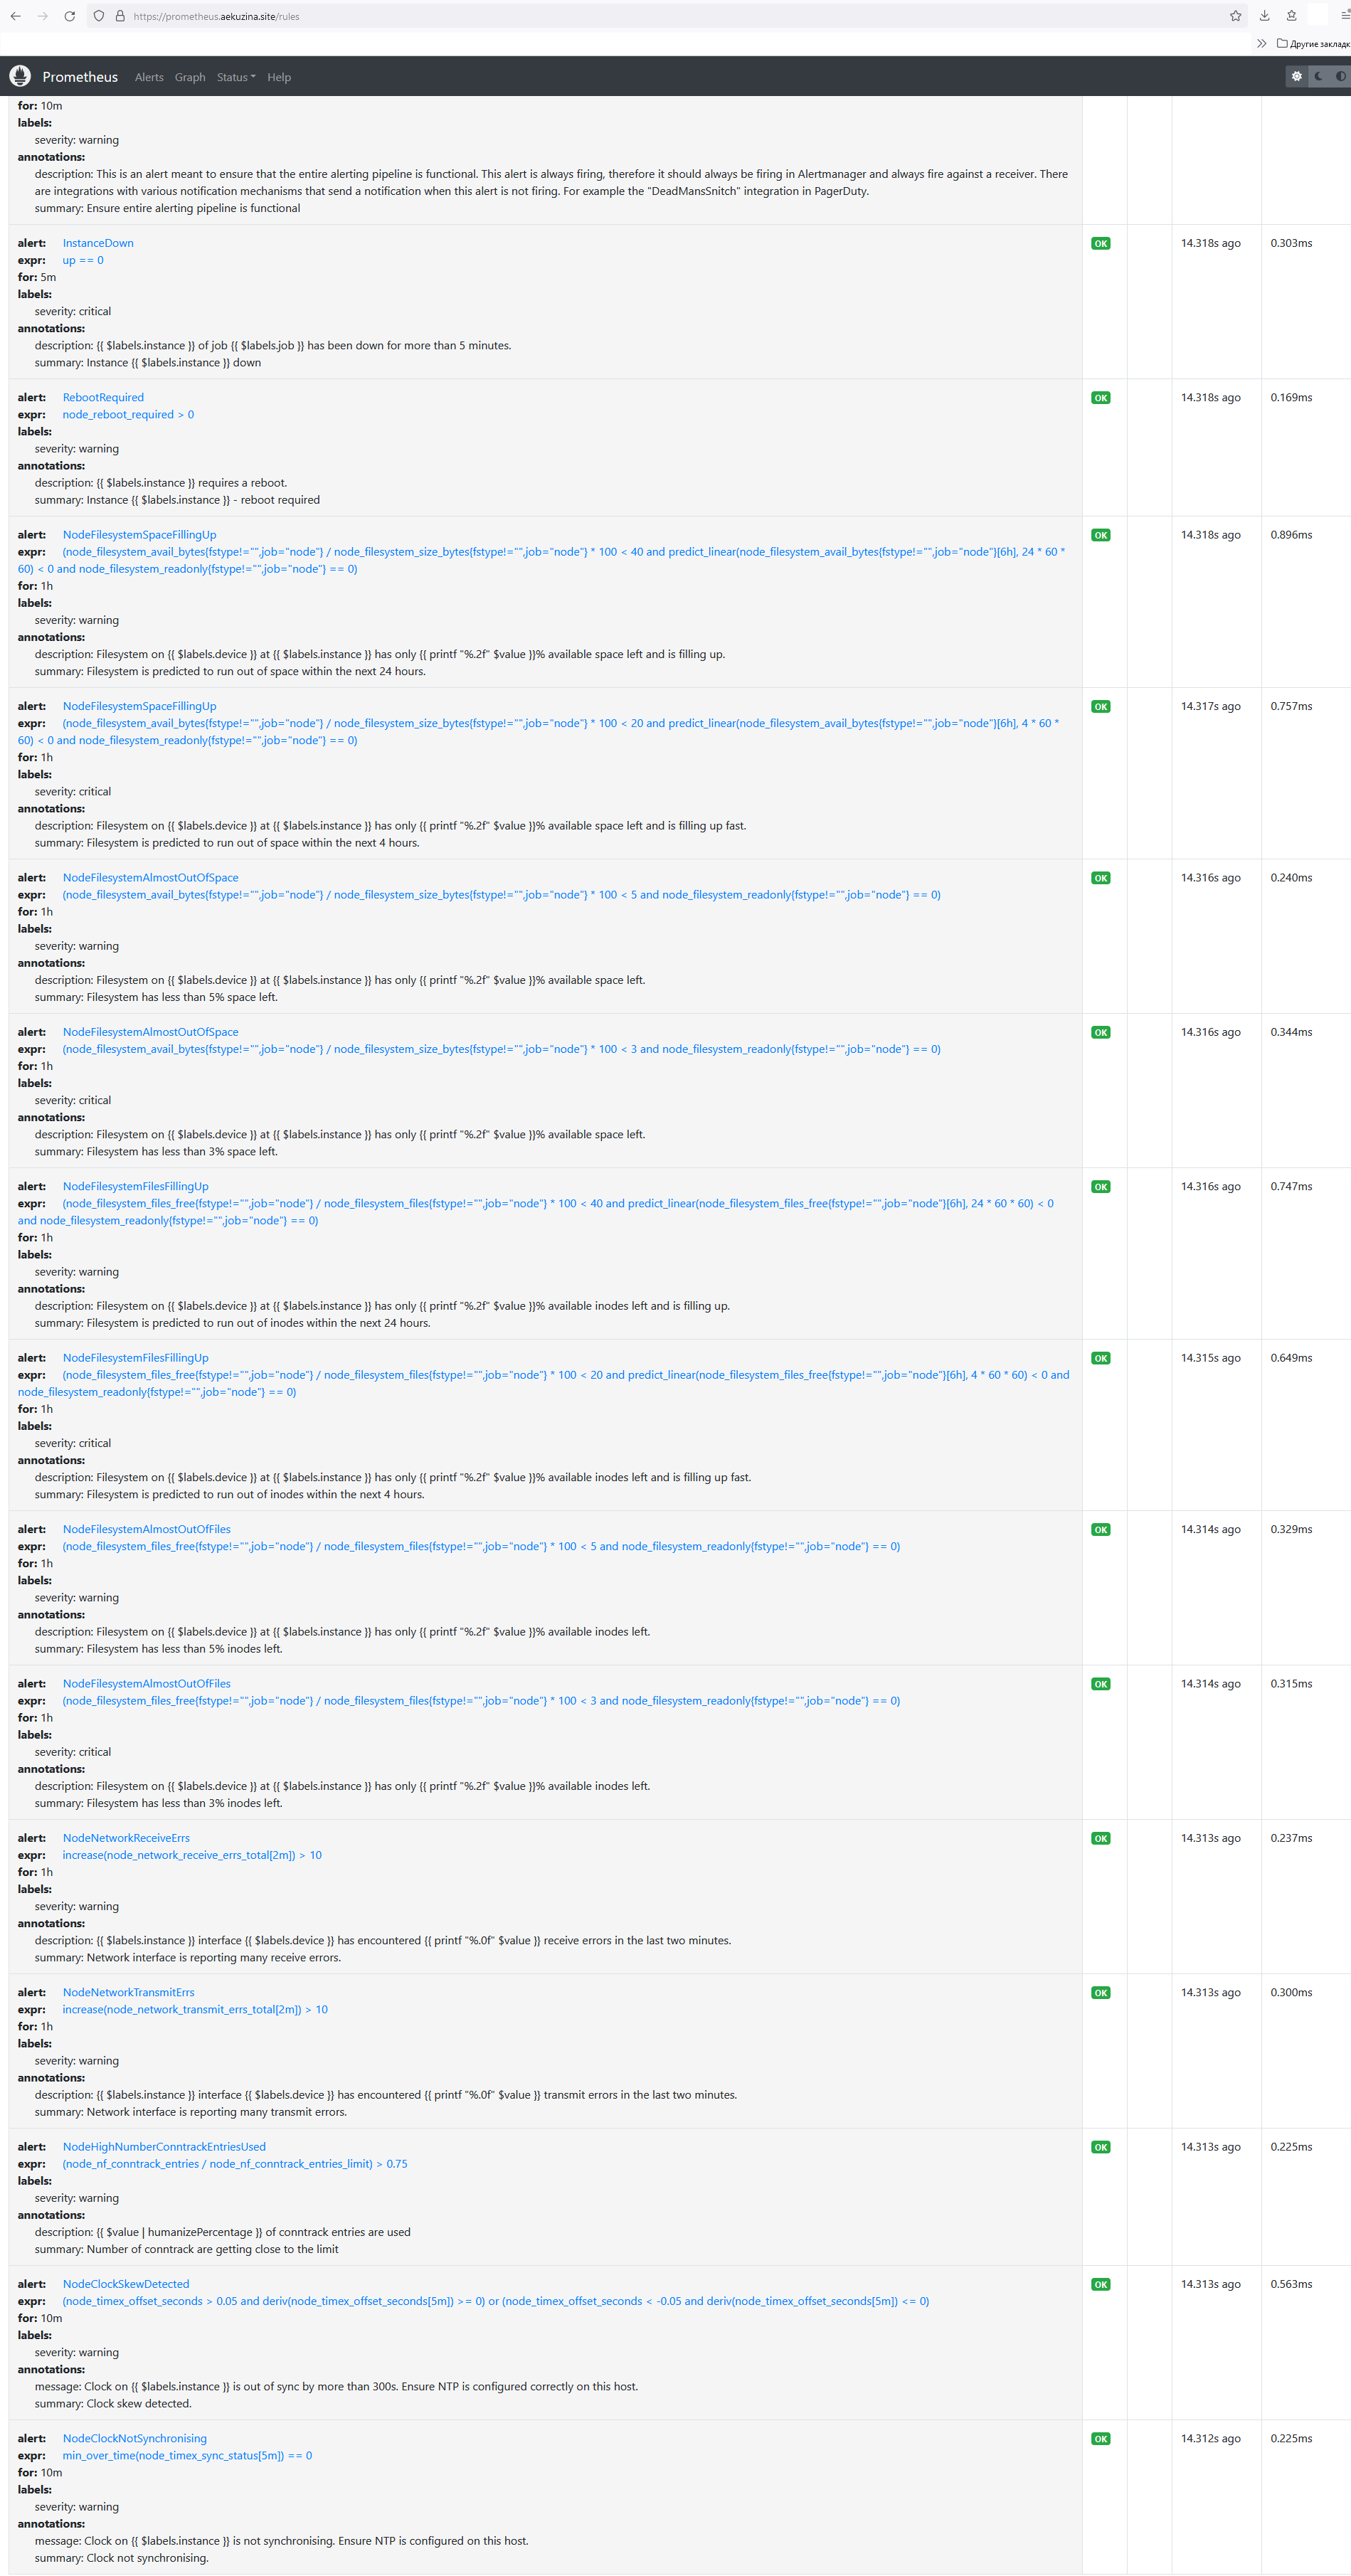 https://prometheus.aekuzina.site/rules
Другие закладк
Prometheus Alerts Graph Status Help
for: 10m
labels:
severity: warning
annotations:
description: This is an alert meant to ensure that the entire alerting pipeline is functional. This alert is always firing, therefore it should always be firing in Alertmanager and always fire against a receiver. There
are integrations with various notification mechanisms that send a notification when this alert is not firing. For example the "DeadMansSnitch" integration in PagerDuty.
summary: Ensure entire alerting pipeline is functional
alert: InstanceDown OK 14.318s ago 0.303ms
expr: up == 0
for: 5m
labels:
severity: critical
annotations:
description: {{ $labels.instance }} of job {{ $labels.job }} has been down for more than 5 minutes.
summary: Instance {{ $labels.instance }} down
alert: RebootRequired OK 14.318s ago 0.169ms
expr: node_reboot_required > 0
labels:
severity: warning
annotations:
description: {{ $labels.instance }} requires a reboot.
summary: Instance {{ $labels.instance }} - reboot required
alert: NodeFilesystemSpaceFillingUp OK 14.318s ago 0.896ms
expr: (node_filesystem_avail_bytes{fstype!="",job="node"} / node_filesystem_size_bytes{fstype!="",job="node"} * 100 < 40 and predict_linear(node_filesystem_avail_bytes{fstype!="",job="node"}[6h], 24 * 60 *
60) < 0 and node_filesystem_readonly{fstype!="",job="node"} == 0)
for: 1h
labels:
severity: warning
annotations:
description: Filesystem on {{ $labels.device }} at {{ $labels.instance }} has only {{ printf "%.2f" $value }}% available space left and is filling up.
summary: Filesystem is predicted to run out of space within the next 24 hours.
alert: NodeFilesystemSpaceFillingUp OK 14.317s ago 0.757ms
expr: (node_filesystem_avail_bytes{fstype!="",job="node"} / node_filesystem_size_bytes{fstype!="",job="node"} * 100 < 20 and predict_linear(node_filesystem_avail_bytes{fstype!="",job="node"}[6h], 4 * 60 *
60) < 0 and node_filesystem_readonly{fstype!="",job="node"} == 0)
for: 1h
labels:
severity: critical
annotations:
description: Filesystem on {{ $labels.device }} at {{ $labels.instance }} has only {{ printf "%.2f" $value }}% available space left and is filling up fast.
summary: Filesystem is predicted to run out of space within the next 4 hours.
alert: NodeFilesystemAlmostOutOfSpace OK 14.316s ago 0.240ms
expr: (node_filesystem_avail_bytes{fstype!="",job="node"} / node_filesystem_size_bytes{fstype!="",job="node"} * 100 < 5 and node_filesystem_readonly{fstype!="",job="node"} == 0)
for: 1h
labels:
severity: warning
annotations:
description: Filesystem on {{ $labels.device }} at {{ $labels.instance }} has only {{ printf "%.2f" $value }}% available space left.
summary: Filesystem has less than 5% space left.
alert: NodeFilesystemAlmostOutOfSpace OK 14.316s ago 0.344ms
expr: (node_filesystem_avail_bytes{fstype!="",job="node"} / node_filesystem_size_bytes{fstype!="",job="node"} * 100 < 3 and node_filesystem_readonly{fstype!="",job="node"} == 0)
for: 1h
labels:
severity: critical
annotations:
description: Filesystem on {{ $labels.device }} at {{ $labels.instance }} has only {{ printf "%.2f" $value }}% available space left.
summary: Filesystem has less than 3% space left.
alert: NodeFilesystemFilesFillingUp OK 14.316s ago 0.747ms
expr: (node_filesystem_files_free{fstype!="",job="node"} / node_filesystem_files{fstype!="",job="node"} * 100 < 40 and predict_linear(node_filesystem_files_free{fstype!="",job="node"}[6h], 24 * 60 * 60) < 0
and node_filesystem_readonly{fstype!="",job="node"} == 0)
for: 1h
labels:
severity: warning
annotations:
description: Filesystem on {{ $labels.device }} at {{ $labels.instance }} has only {{ printf "%.2f" $value }}% available inodes left and is filling up.
summary: Filesystem is predicted to run out of inodes within the next 24 hours.
alert: NodeFilesystemFilesFillingUp OK 14.315s ago 0.649ms
expr: (node_filesystem_files_free{fstype!="",job="node"} / node_filesystem_files{fstype!="",job="node"} * 100 < 20 and predict_linear(node_filesystem_files_free{fstype!="",job="node"}[6h], 4 * 60 * 60) < 0 and
node_filesystem_readonly{fstype!="",job="node"} == 0)
for: 1h
labels:
severity: critical
annotations:
description: Filesystem on {{ $labels.device }} at {{ $labels.instance }} has only {{ printf "%.2f" $value }}% available inodes left and is filling up fast.
summary: Filesystem is predicted to run out of inodes within the next 4 hours.
alert: NodeFilesystemAlmostOutOfFiles OK 14.314s ago 0.329ms
expr: (node_filesystem_files_free{fstype!="",job="node"} / node_filesystem_files{fstype!="",job="node"} * 100 < 5 and node_filesystem_readonly{fstype!="",job="node"} == 0)
for: 1h
labels:
severity: warning
annotations:
description: Filesystem on {{ $labels.device }} at {{ $labels.instance }} has only {{ printf "%.2f" $value }}% available inodes left.
summary: Filesystem has less than 5% inodes left.
alert: NodeFilesystemAlmostOutOfFiles OK 14.314s ago 0.315ms
expr: (node_filesystem_files_free{fstype!="",job="node"} / node_filesystem_files{fstype!="",job="node"} * 100 < 3 and node_filesystem_readonly{fstype!="",job="node"} == 0)
for: 1h
labels:
severity: critical
annotations:
description: Filesystem on {{ $labels.device }} at {{ $labels.instance }} has only {{ printf "%.2f" $value }}% available inodes left.
summary: Filesystem has less than 3% inodes left.
alert: NodeNetworkReceiveErrs OK 14.313s ago 0.237ms
expr: increase(node_network_receive_errs_total[2m]) > 10
for: 1h
labels:
severity: warning
annotations:
description: {{ $labels.instance }} interface {{ $labels.device }} has encountered {{ printf "%.0f" $value }} receive errors in the last two minutes.
summary: Network interface is reporting many receive errors.
alert: NodeNetworkTransmitErrs OK 14.313s ago 0.300ms
expr: increase(node_network_transmit_errs_total[2m]) > 10
for: 1h
labels:
severity: warning
annotations:
description: {{ $labels.instance }} interface {{ $labels.device }} has encountered {{ printf "%.0f" $value }} transmit errors in the last two minutes.
summary: Network interface is reporting many transmit errors.
alert: NodeHighNumberConntrackEntriesUsed OK 14.313s ago 0.225ms
expr: (node_nf_conntrack_entries / node_nf_conntrack_entries_limit) > 0.75
labels:
severity: warning
annotations:
description: {{ $value | humanizePercentage }} of conntrack entries are used
summary: Number of conntrack are getting close to the limit
alert: NodeClockSkewDetected OK 14.313s ago 0.563ms
expr: (node_timex_offset_seconds > 0.05 and deriv(node_timex_offset_seconds[5m]) >= 0) or (node_timex_offset_seconds < -0.05 and deriv(node_timex_offset_seconds[5m]) <= 0)
for: 10m
labels:
severity: warning
annotations:
message: Clock on {{ $labels.instance }} is out of sync by more than 300s. Ensure NTP is configured correctly on this host.
summary: Clock skew detected.
alert: NodeClockNotSynchronising OK 14.312s ago 0.225ms
expr: min_over_time(node_timex_sync_status[5m]) == 0
for: 10m
labels:
severity: warning
annotations:
message: Clock on {{ $labels.instance }} is not synchronising. Ensure NTP is configured on this host.
summary: Clock not synchronising.